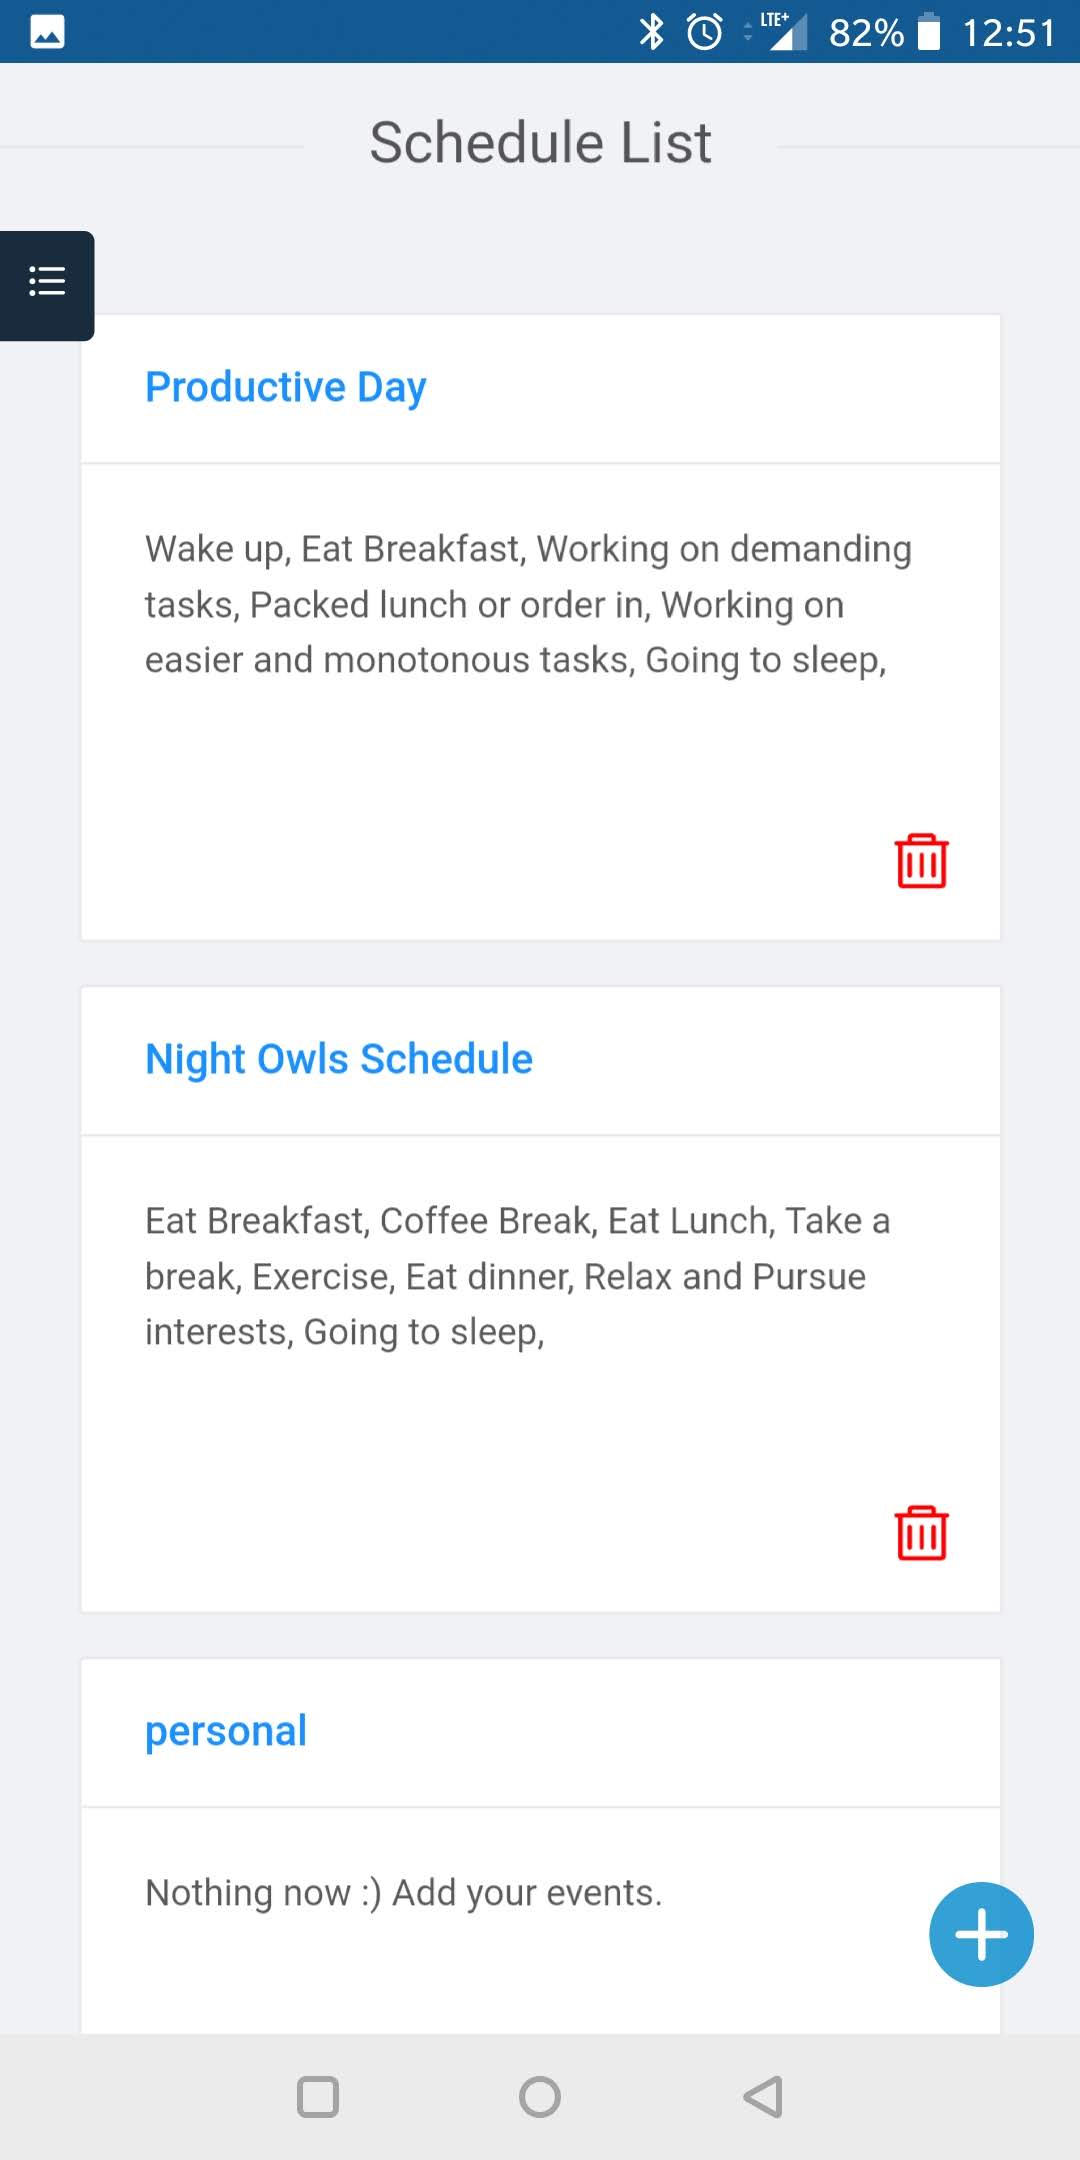 LTE+ 82% 12:51
Schedule List
Productive Day
Wake up, Eat Breakfast, Working on demanding
tasks, Packed lunch or order in, Working on
easier and monotonous tasks, Going to sleep,
Night Owls Schedule
Eat Breakfast, Coffee Break, Eat Lunch, Take a
break, Exercise, Eat dinner, Relax and Pursue
interests, Going to sleep,
personal
Nothing now :) Add your events.